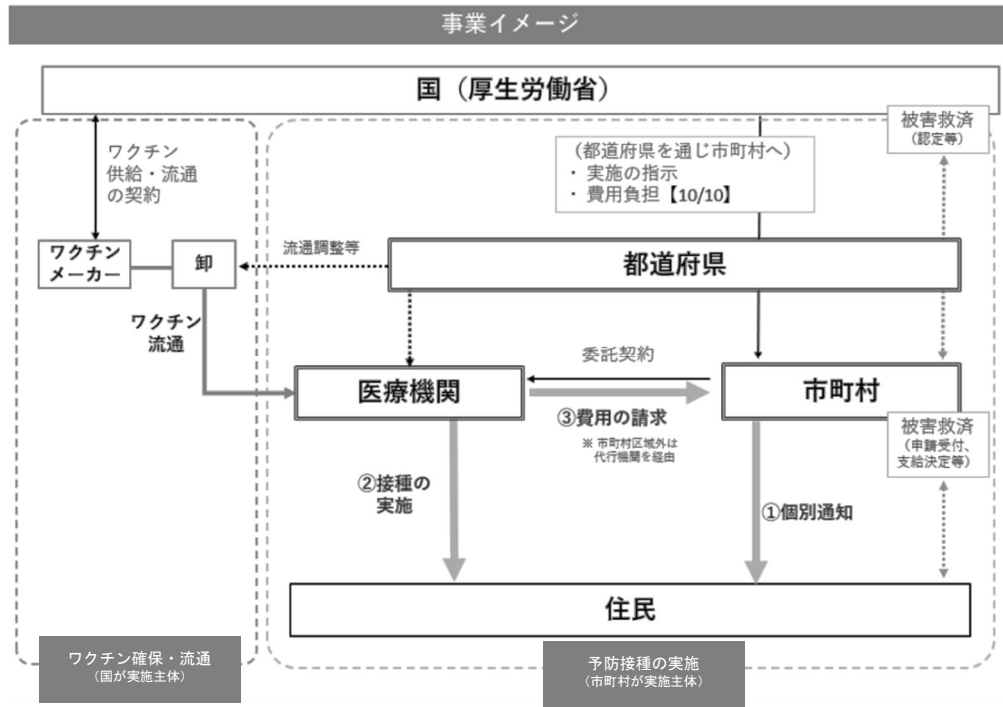 事業イメージ
国（厚生労働省）
ワクチン
供給・流通
の契約
（都道府県を通じ市町村へ）
・ 実施の指示
・ 費用負担【10/10】
被害救済
（認定等）
ワクチン
メーカー
卸
流通調整等
都道府県
ワクチン
流通
委託契約
医療機関
市町村
③費用の請求
※ 市町村区域外は
代行機関を経由
被害救済
（申請受付、
支給決定等）
②接種の
実施
①個別通知
住民
ワクチン確保・流通
（国が実施主体）
予防接種の実施
（市町村が実施主体）